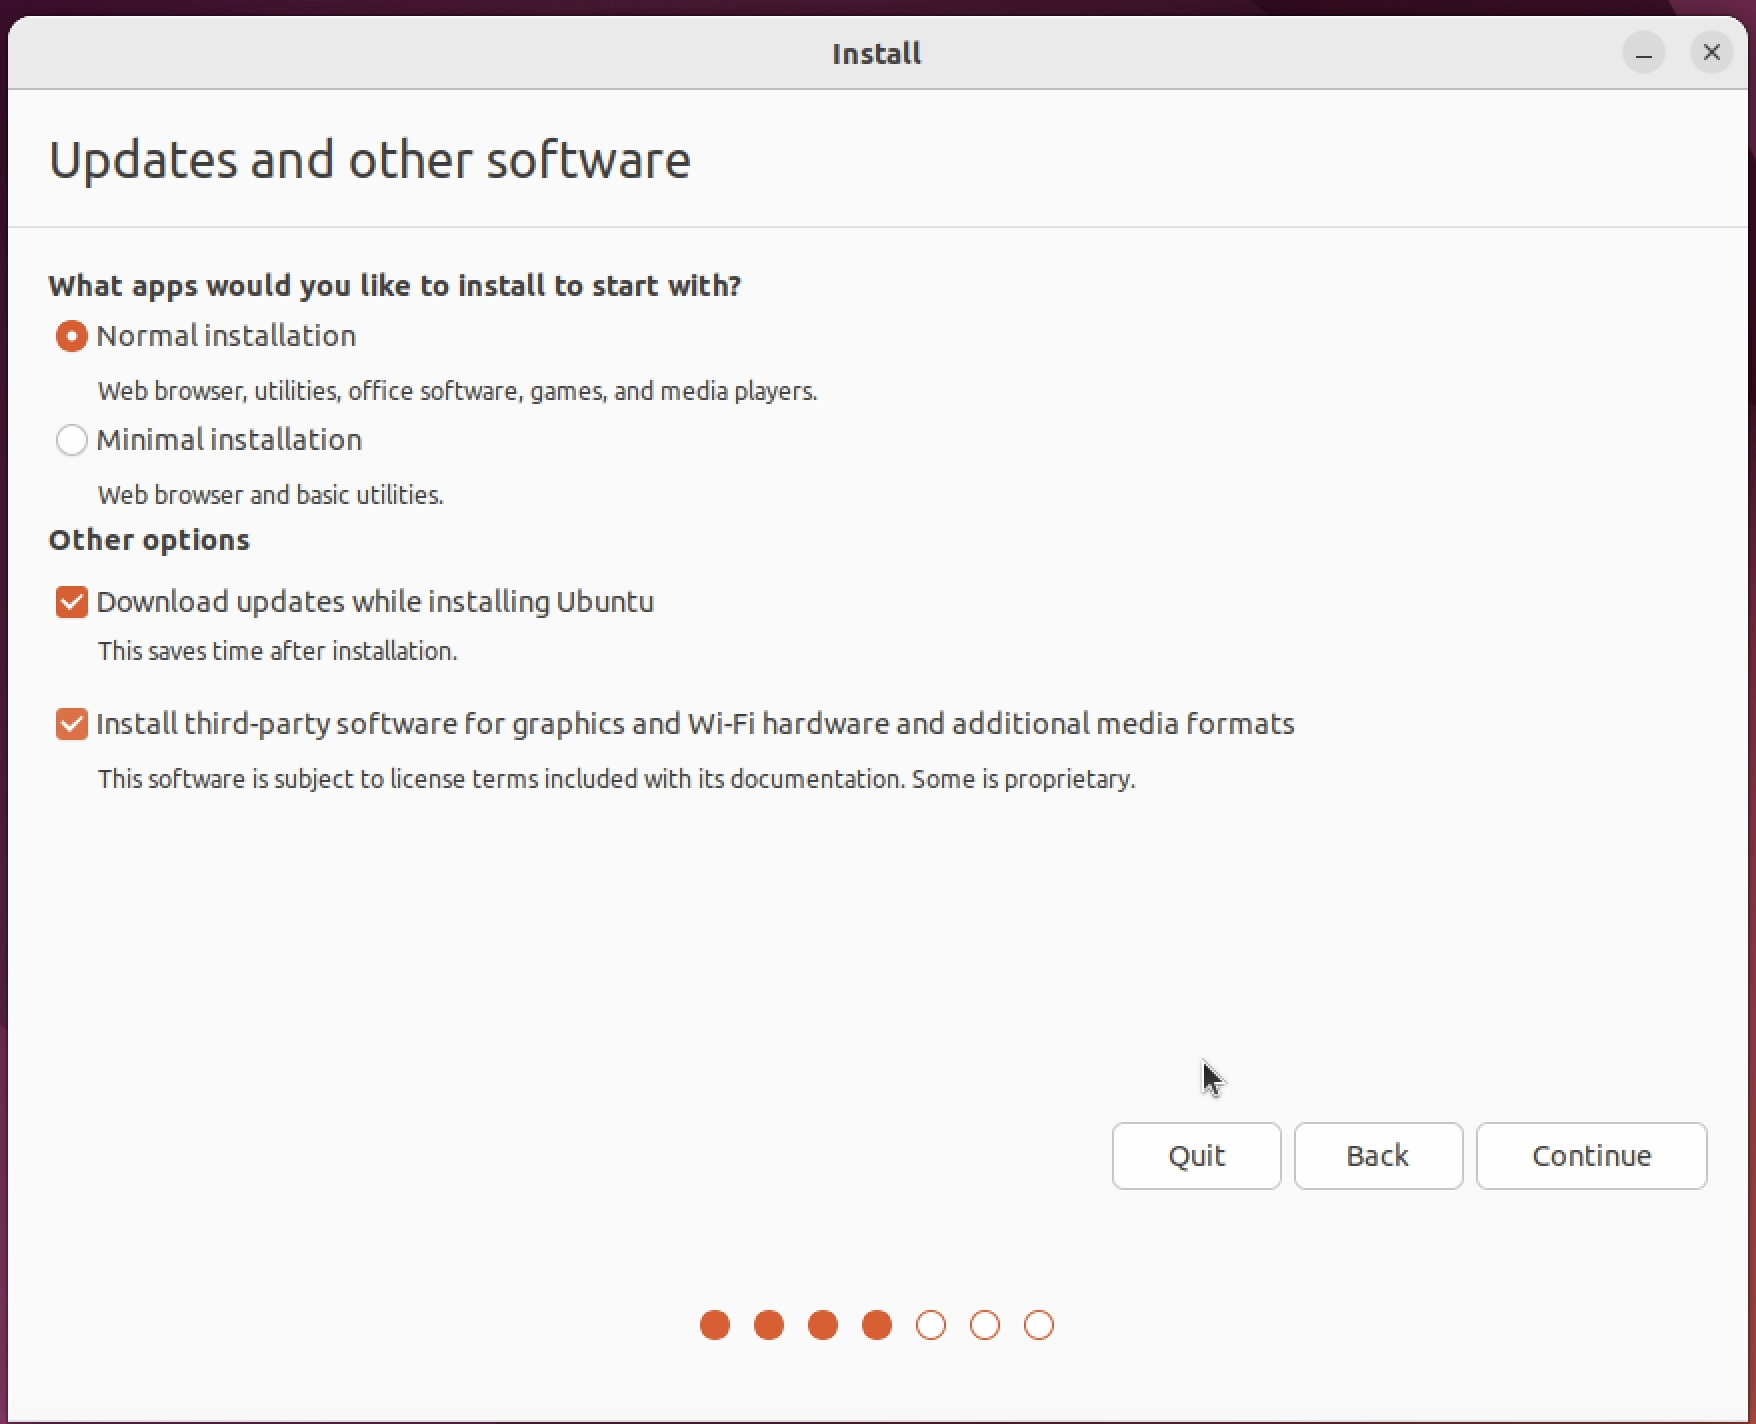 Install
Updates and other software
What apps would you like to install to start with?
Normal installation
Web browser, utilities, office software, games, and media players.
Minimal installation
Web browser and basic utilities.
Other options
Download updates while installing Ubuntu
This saves time after installation.
Install third-party software for graphics and Wi-Fi hardware and additional media formats
This software is subject to license terms included with its documentation. Some is proprietary.
Quit Back Continue